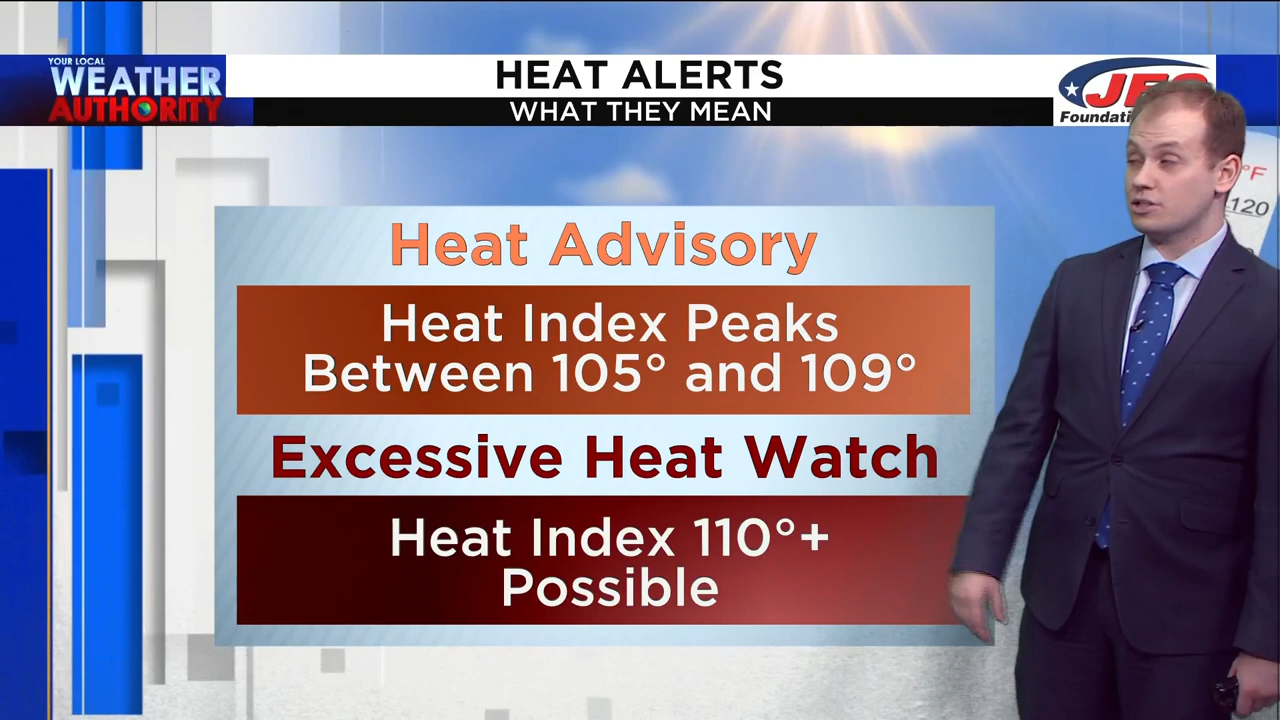 YOUR LOCAL
WEATHER
AUTHORITY
HEAT ALERTS
WHAT THEY MEAN
°F
120
Heat Advisory
Heat Index Peaks
Between 105° and 109°
Excessive Heat Watch
Heat Index 110°+
Possible